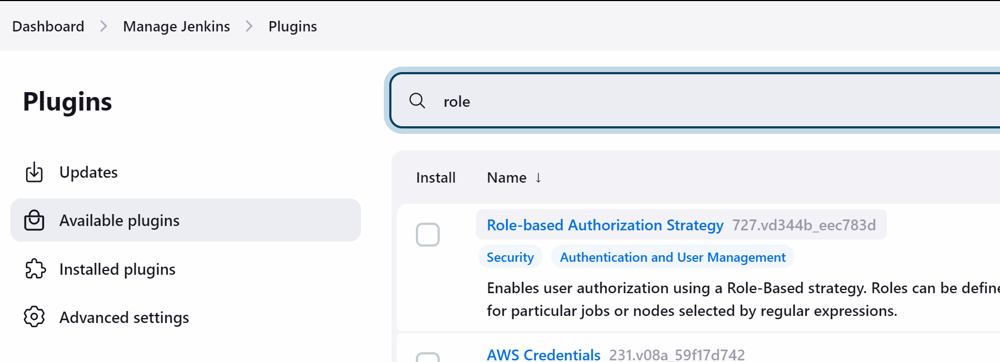 Dashboard > Manage Jenkins > Plugins
Plugins
Updates
Available plugins
Installed plugins
Advanced settings
role
Install Name ↓
Role-based Authorization Strategy 727.vd344b_eec783d
Security Authentication and User Management
Enables user authorization using a Role-Based strategy. Roles can be define
for particular jobs or nodes selected by regular expressions.
AWS Credentials 231.v08a_59f17d742